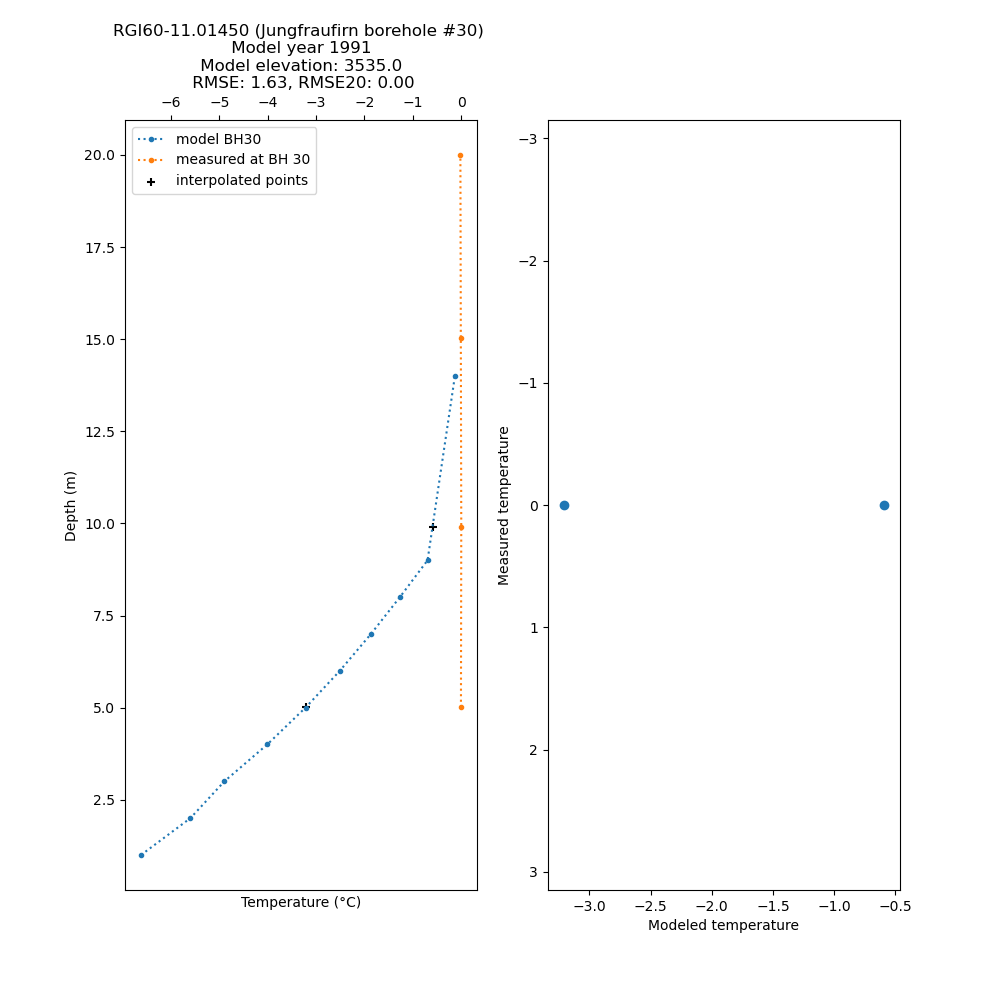 RGI60-11.01450 (Jungfraufirn borehole #30)
Model year 1991
Model elevation: 3535.0
RMSE: 1.63, RMSE20: 0.00
−6 −5 −4 −3 −2 −1 0
model BH30
measured at BH 30
interpolated points
20.0
17.5
15.0
12.5
10.0
7.5
5.0
2.5
Depth (m)
Temperature (°C)
−3
−2
−1
0
1
2
3
Measured temperature
−3.0 −2.5 −2.0 −1.5 −1.0 −0.5
Modeled temperature